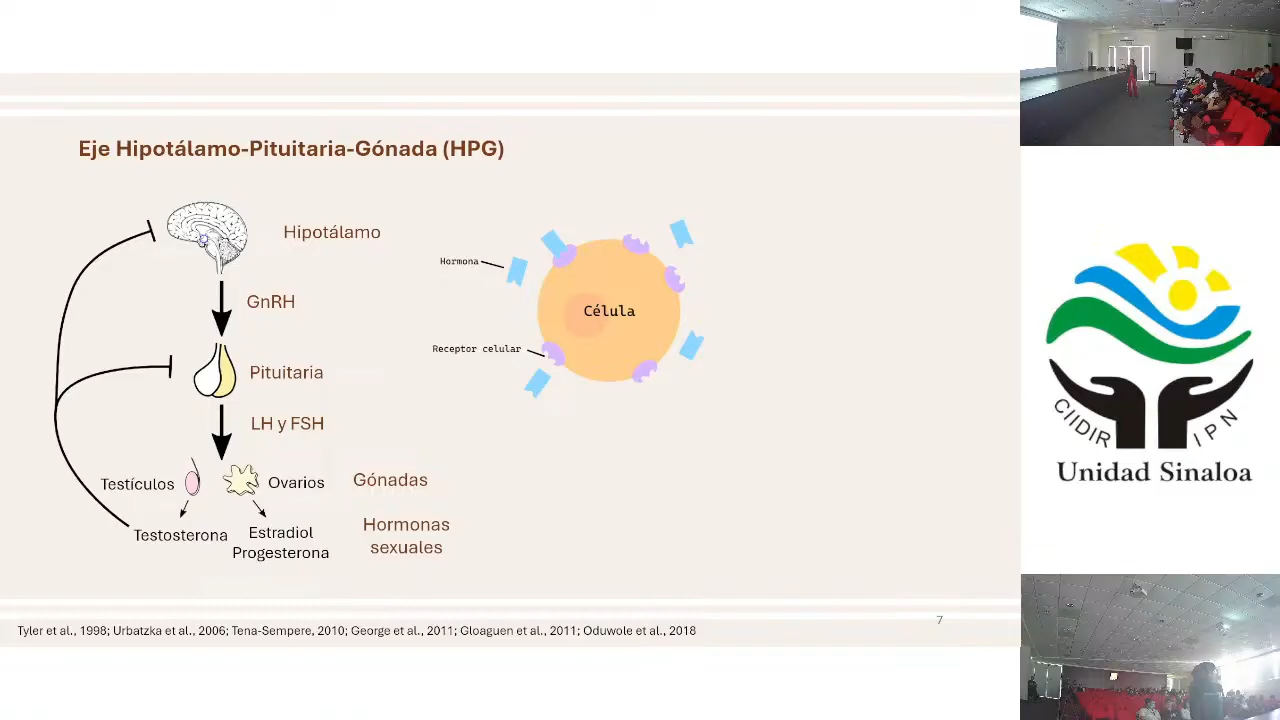 Eje Hipotálamo-Pituitaria-Gónada (HPG)
Hipotálamo
GnRH
Pituitaria
LH y FSH
Testículos
Ovarios
Gónadas
Testosterona
Estradiol
Progesterona
Hormonas
sexuales
Hormona
Célula
Receptor celular
Tyler et al., 1998; Urbatzka et al., 2006; Tena-Sempere, 2010; George et al., 2011; Gloaguen et al., 2011; Oduwole et al., 2018
7
CIIDIR IPN
Unidad Sinaloa